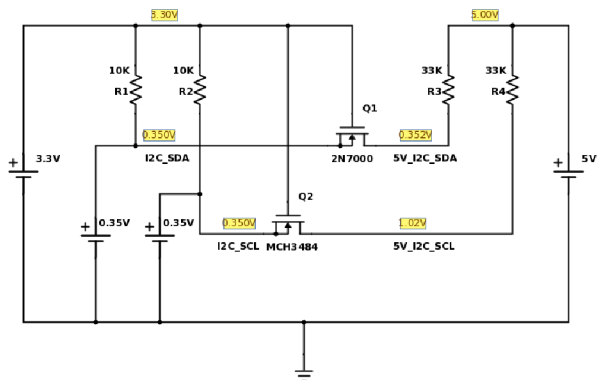 3.30V
5.00V
10K
R1
10K
R2
33K
R3
33K
R4
Q1
0.350V
0.352V
I2C_SDA
2N7000
5V_I2C_SDA
+
3.3V
+
5V
Q2
+
0.35V
+
0.35V
0.350V
1.02V
I2C_SCL
MCH3484
5V_I2C_SCL